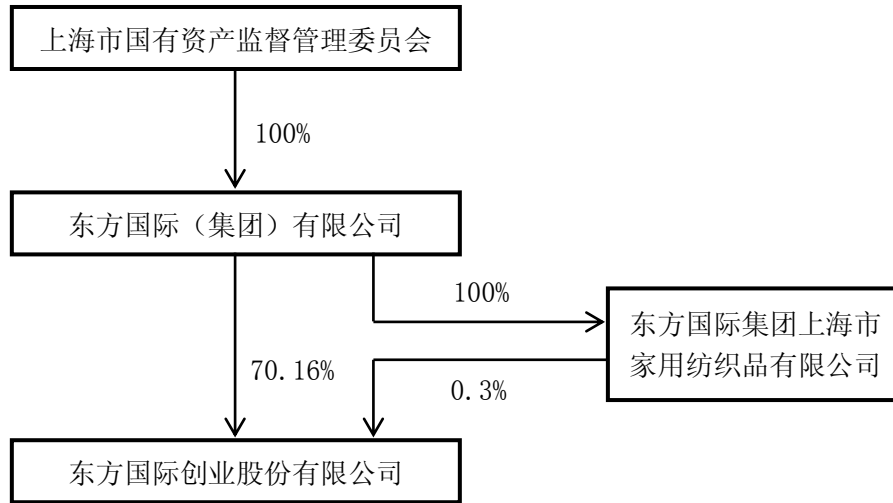 上海市国有资产监督管理委员会
100%
东方国际（集团）有限公司
100%
东方国际集团上海市
家用纺织品有限公司
70.16%
0.3%
东方国际创业股份有限公司